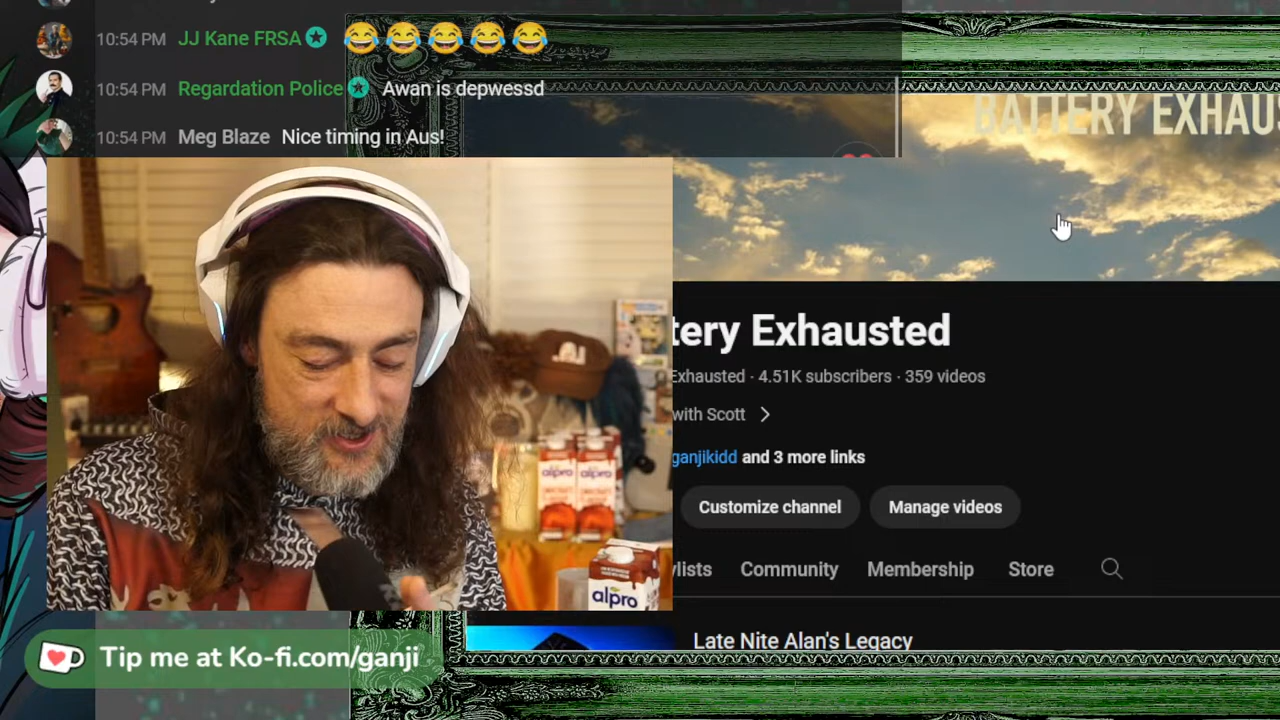 10:54 PM JJ Kane FRSA 😂😂😂😂😂
10:54 PM Regardation Police Awan is depwessd
10:54 PM Meg Blaze Nice timing in Aus!
BATTERY EXHAUS
tery Exhausted
Exhausted · 4.51K subscribers · 359 videos
with Scott
ganjikidd and 3 more links
Customize channel
Manage videos
ylists
Community
Membership
Store
alpro
alpro
alpro
Tip me at Ko-fi.com/ganji
Late Nite Alan's Legacy